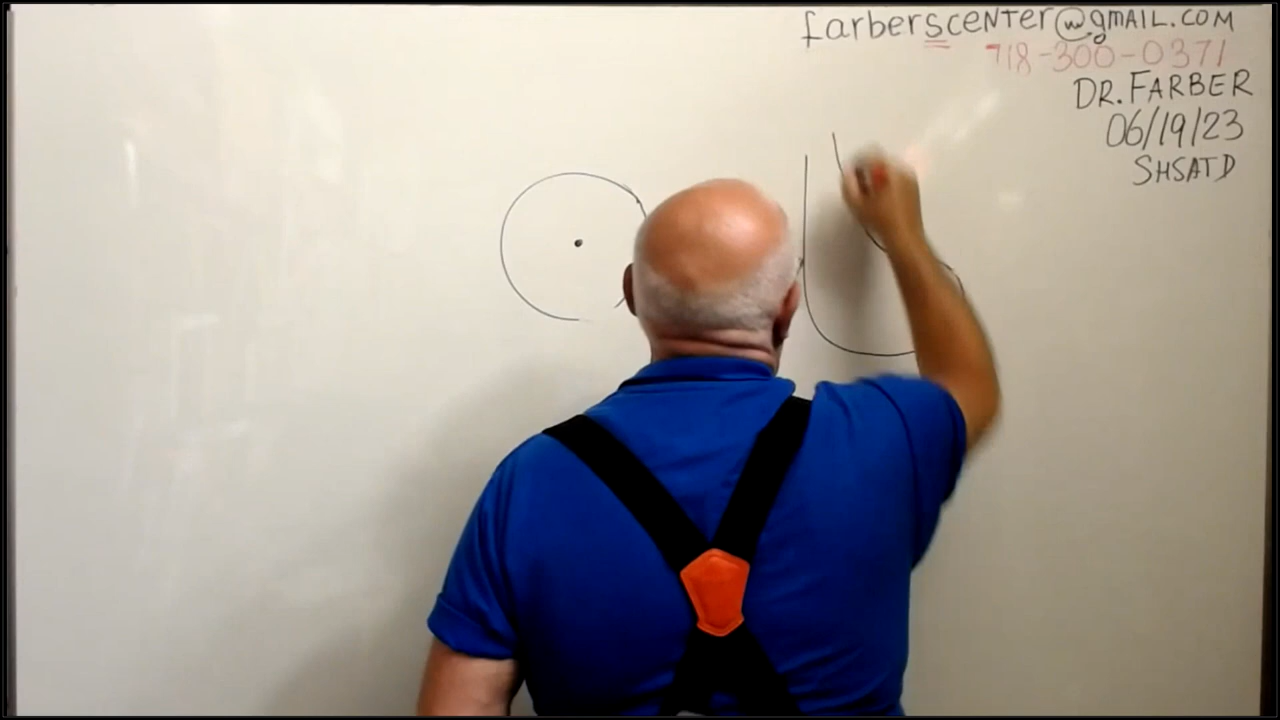 farberscenter@gmail.com
718-300-0371
DR. FARBER
06/19/23
SHSATD